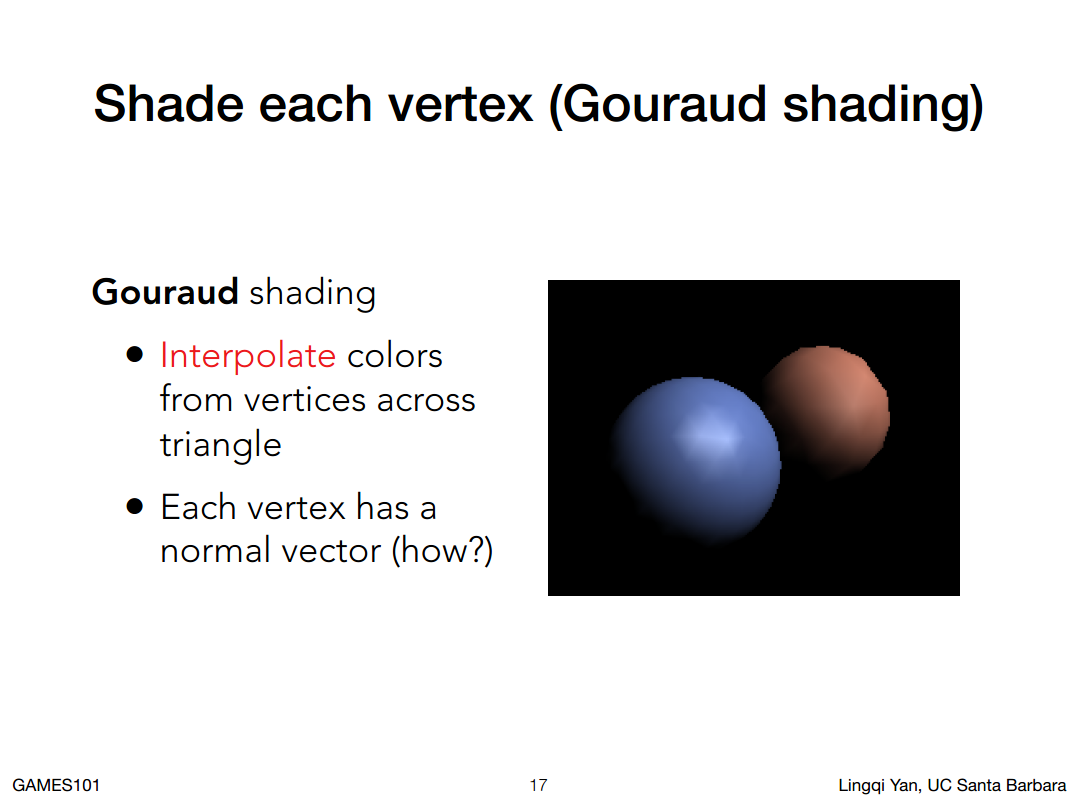 Shade each vertex (Gouraud shading)
Gouraud shading
● Interpolate colors
from vertices across
triangle
● Each vertex has a
normal vector (how?)
GAMES101
17
Lingqi Yan, UC Santa Barbara